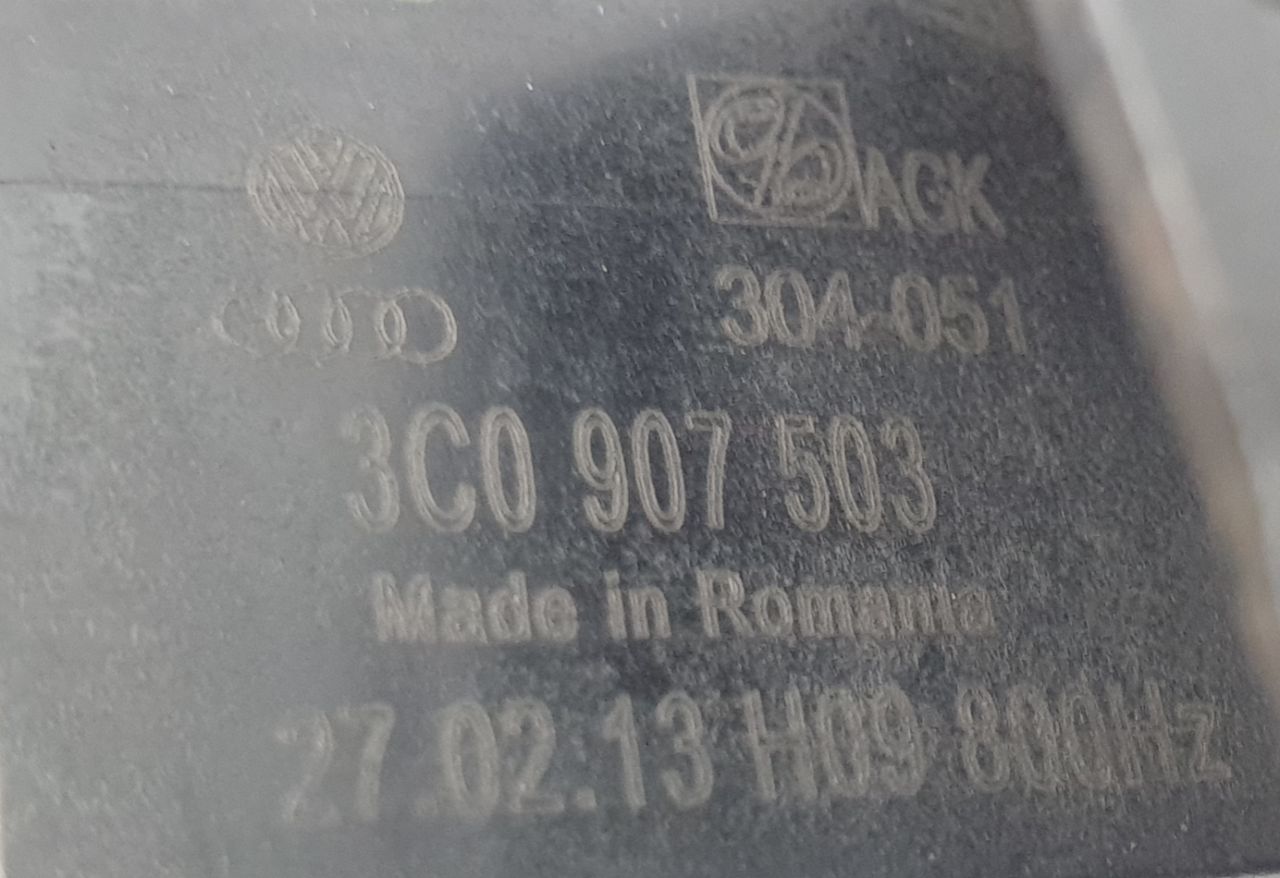 AGK
304-051
3C0 907 503
Made in Romania
27.02.13 H09 800Hz